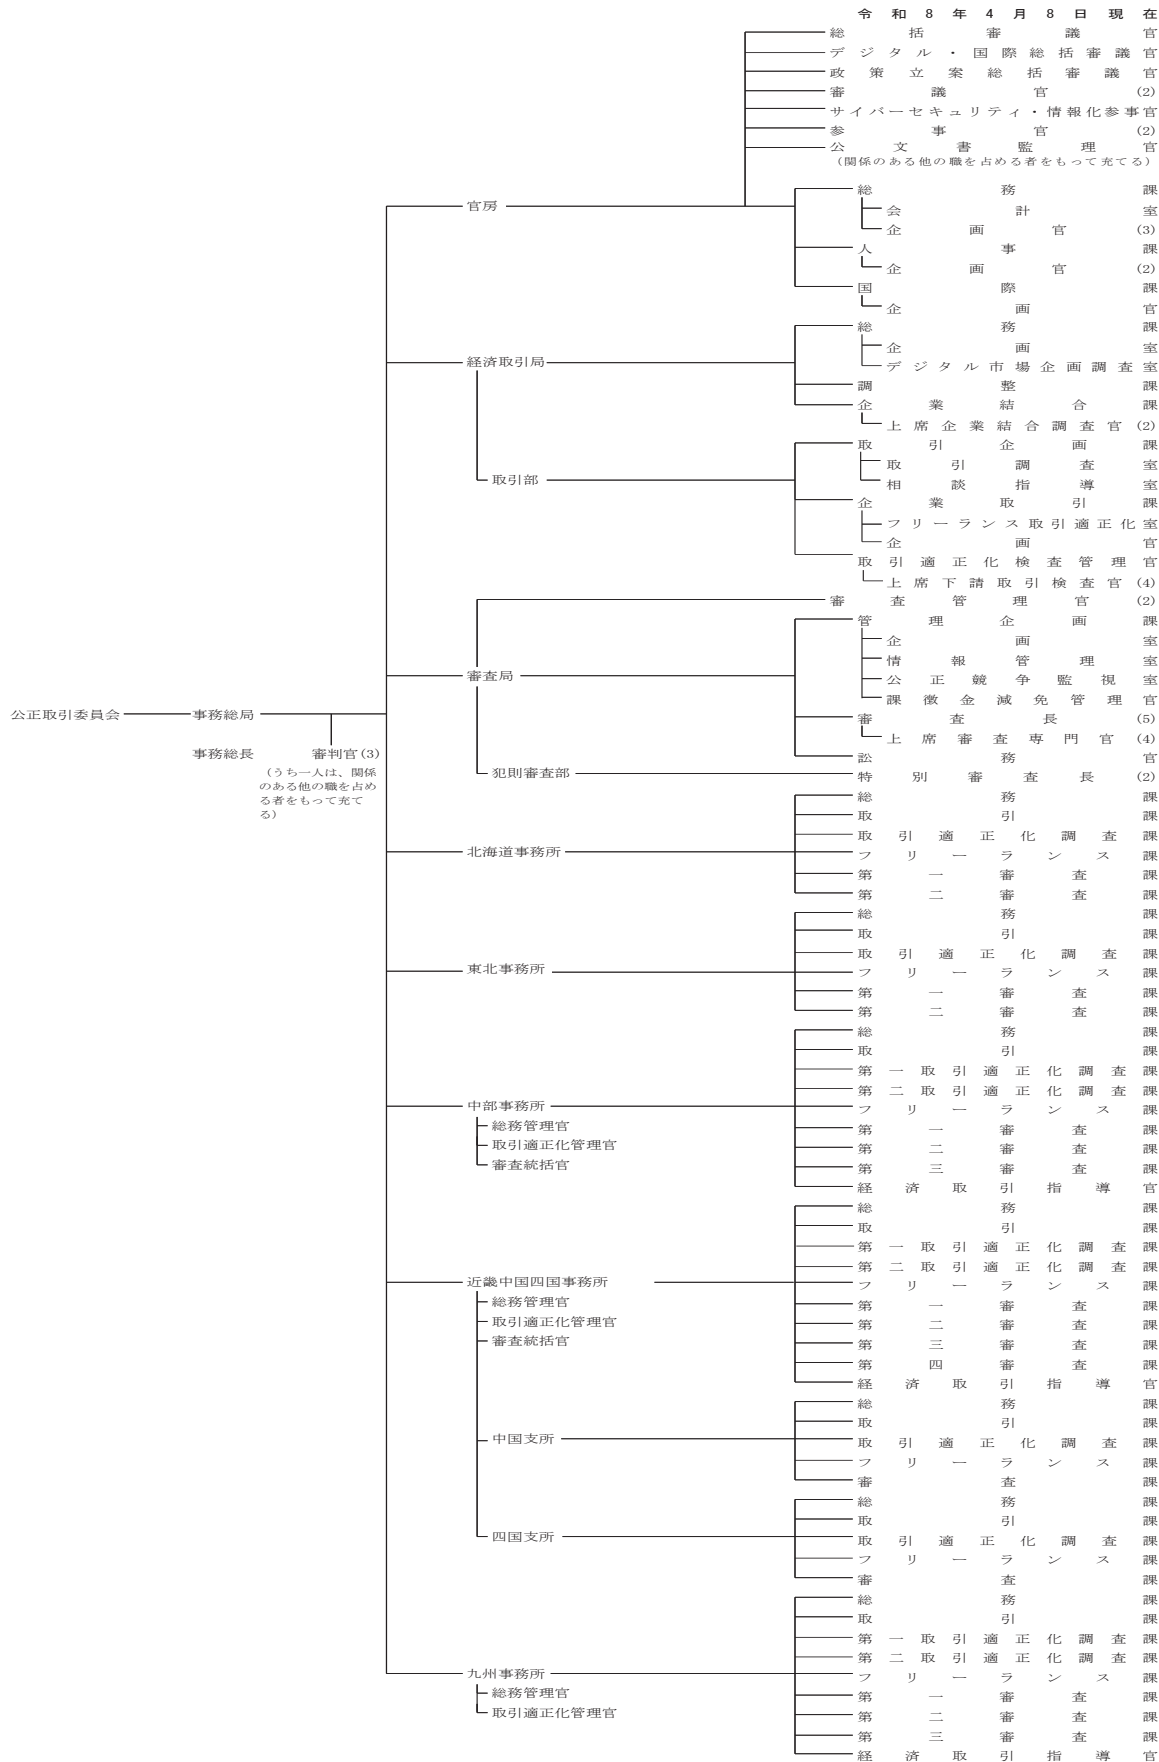 令和8年4月8日現在
総括審議官
デジタル・国際総括審議官
政策立案総括審議官
審議官(2)
サイバーセキュリティ・情報化参事官
参事官(2)
公文書監理官
（関係のある他の職を占める者をもって充てる）
官房
総務課
会計室
企画官(3)
人事課
企画官(2)
国際課
企画官
経済取引局
総務課
企画室
デジタル市場企画調査室
調整課
企業結合課
上席企業結合調査官(2)
取引部
取引企画課
取引調査室
相談指導室
企業取引課
フリーランス取引適正化室
企画官
取引適正化検査管理官
上席下請取引検査官(4)
審査管理官(2)
審査局
管理企画課
企画室
情報管理室
公正競争監視室
課徴金減免管理官
審査長(5)
上席審査専門官(4)
訟務官
公正取引委員会
事務総局
事務総長
審判官(3)
（うち一人は、関係
のある他の職を占め
る者をもって充て
る）
犯則審査部
特別審査長(2)
北海道事務所
総務課
取引課
取引適正化調査課
フリーランス課
第一審査課
第二審査課
東北事務所
総務課
取引課
取引適正化調査課
フリーランス課
第一審査課
第二審査課
中部事務所
総務管理官
取引適正化管理官
審査統括官
総務課
取引課
第一取引適正化調査課
第二取引適正化調査課
フリーランス課
第一審査課
第二審査課
第三審査課
経済取引指導官
近畿中国四国事務所
総務管理官
取引適正化管理官
審査統括官
総務課
取引課
第一取引適正化調査課
第二取引適正化調査課
フリーランス課
第一審査課
第二審査課
第三審査課
第四審査課
経済取引指導官
中国支所
総務課
取引課
取引適正化調査課
フリーランス課
審査課
四国支所
総務課
取引課
取引適正化調査課
フリーランス課
審査課
九州事務所
総務管理官
取引適正化管理官
総務課
取引課
第一取引適正化調査課
第二取引適正化調査課
フリーランス課
第一審査課
第二審査課
第三審査課
経済取引指導官